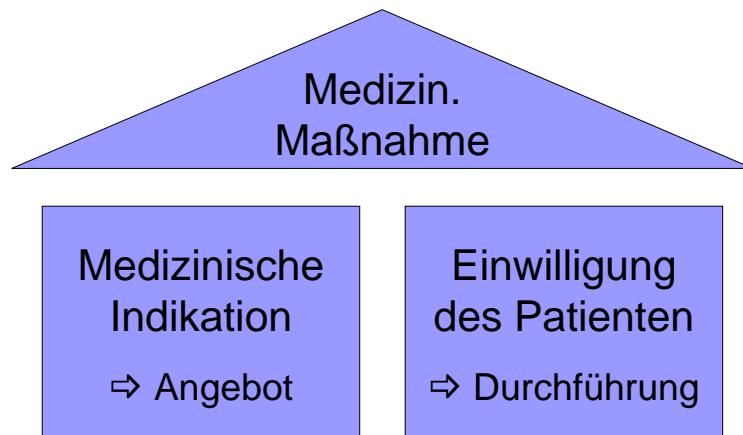 Medizin.
Maßnahme
Medizinische
Indikation
⇨ Angebot
Einwilligung
des Patienten
⇨ Durchführung